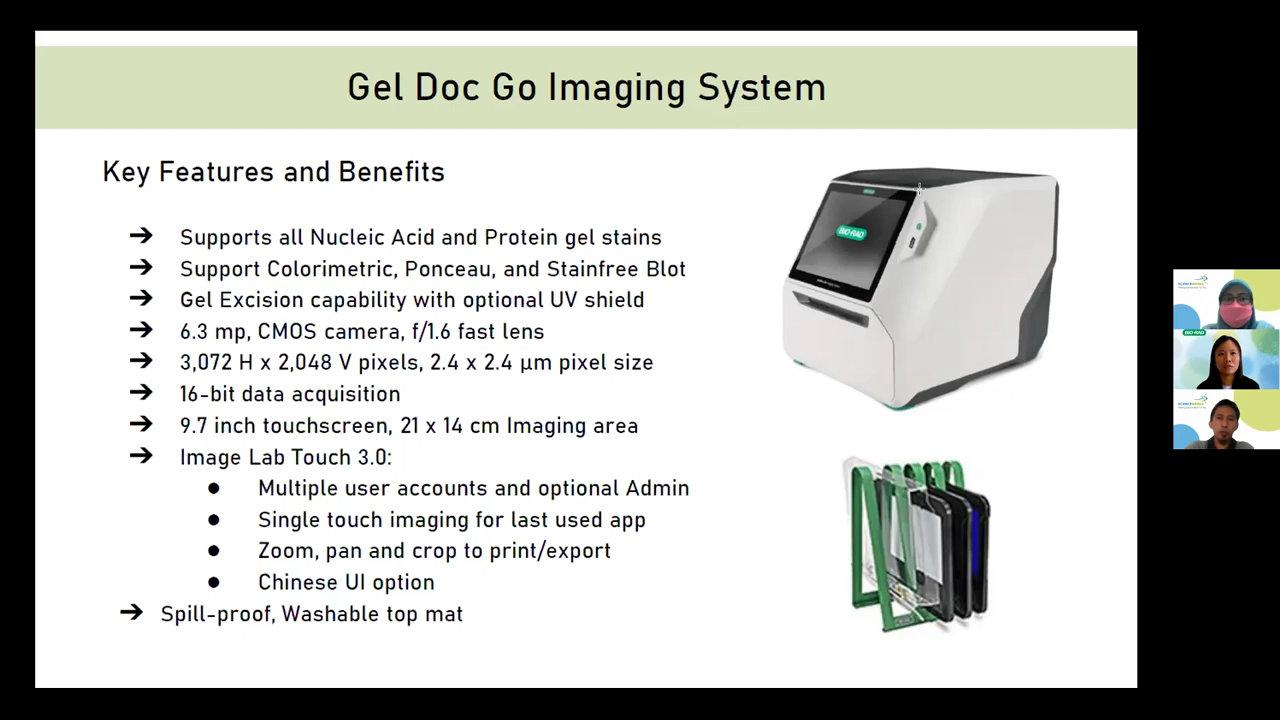 Gel Doc Go Imaging System
Key Features and Benefits
➔ Supports all Nucleic Acid and Protein gel stains
➔ Support Colorimetric, Ponceau, and Stainfree Blot
➔ Gel Excision capability with optional UV shield
➔ 6.3 mp, CMOS camera, f/1.6 fast lens
➔ 3,072 H x 2,048 V pixels, 2.4 x 2.4 µm pixel size
➔ 16-bit data acquisition
➔ 9.7 inch touchscreen, 21 x 14 cm Imaging area
➔ Image Lab Touch 3.0:
● Multiple user accounts and optional Admin
● Single touch imaging for last used app
● Zoom, pan and crop to print/export
● Chinese UI option
➔ Spill-proof, Washable top mat
BIO-RAD
BIO-RAD